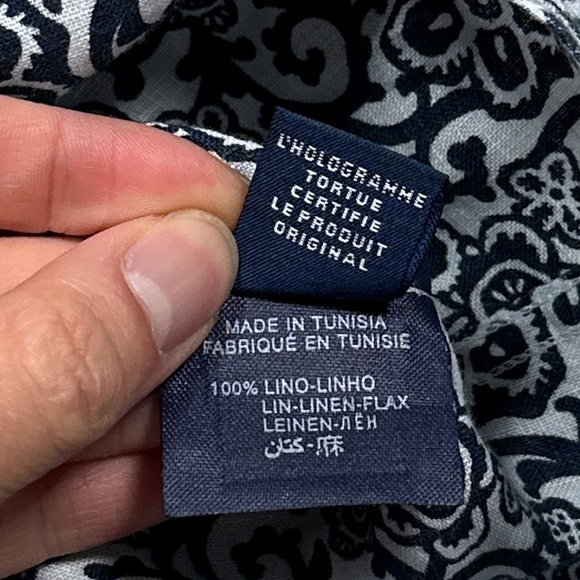 L'HOLOGRAMME
TORTUE
CERTIFIE
LE PRODUIT
ORIGINAL
MADE IN TUNISIA
FABRIQUÉ EN TUNISIE
100% LINO-LINHO
LIN-LINEN-FLAX
LEINEN-ЛЁН
كتان-麻